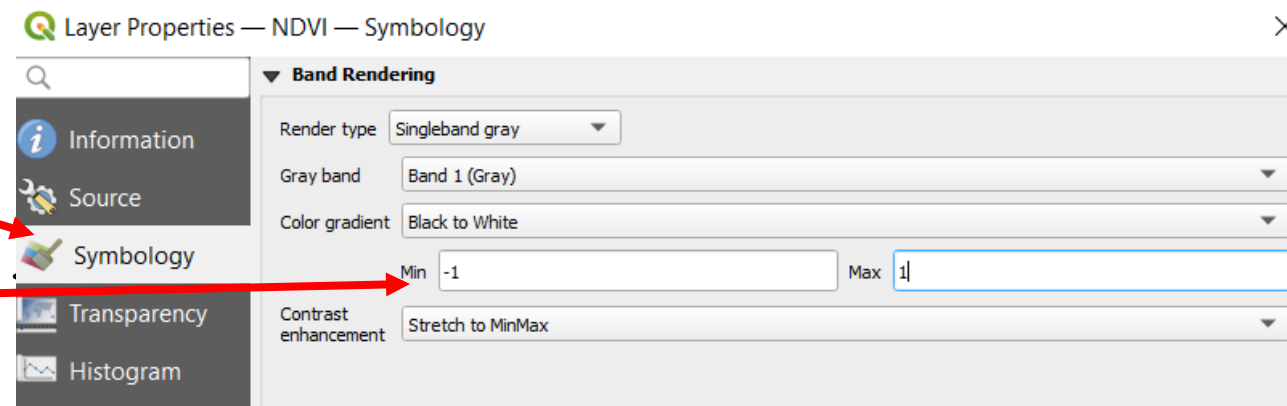 Layer Properties — NDVI — Symbology
Band Rendering
Information
Source
Symbology
Transparency
Histogram
Render type Singleband gray
Gray band Band 1 (Gray)
Color gradient Black to White
Min -1 Max 1
Contrast
enhancement Stretch to MinMax